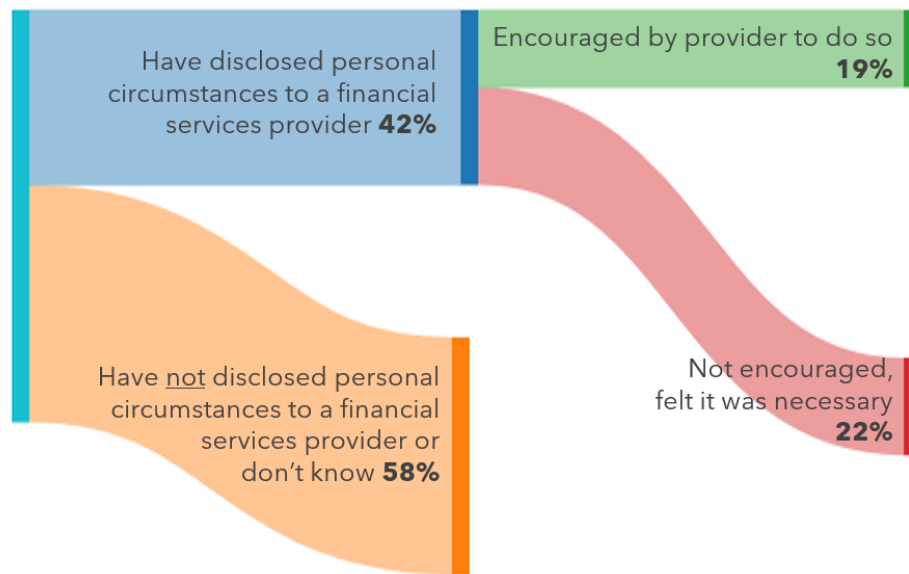 Have disclosed personal
circumstances to a financial
services provider 42%
Encouraged by provider to do so
19%
Have not disclosed personal
circumstances to a financial
services provider or
don’t know 58%
Not encouraged,
felt it was necessary
22%